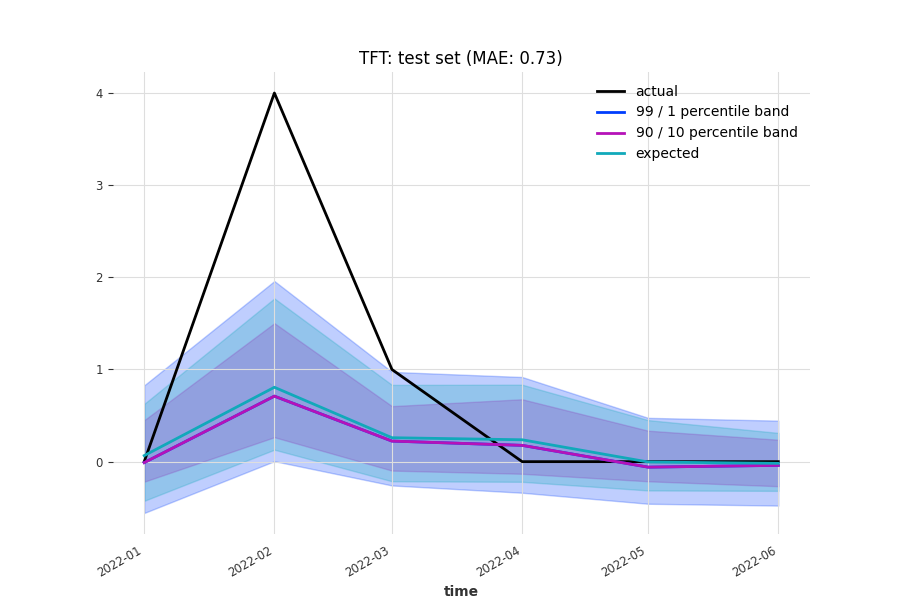 TFT: test set (MAE: 0.73)
actual
99 / 1 percentile band
90 / 10 percentile band
expected
4
3
2
1
0
2022-01
2022-02
2022-03
2022-04
2022-05
2022-06
time